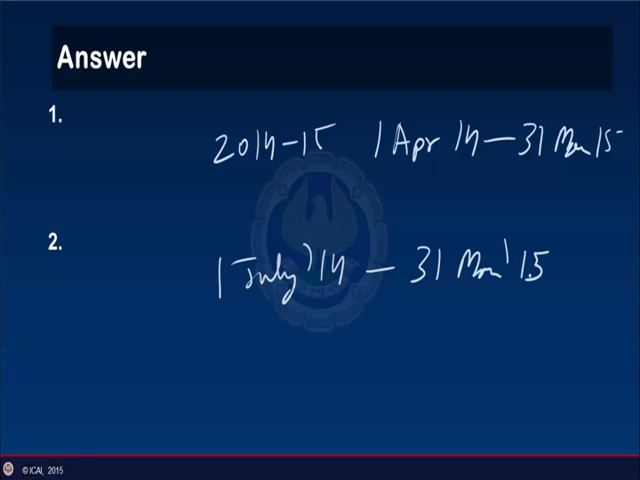 Answer
1.
2014-15 1 Apr 14 - 31 Mar 15
2.
1 July '14 - 31 Mar' 15
© ICAI, 2015